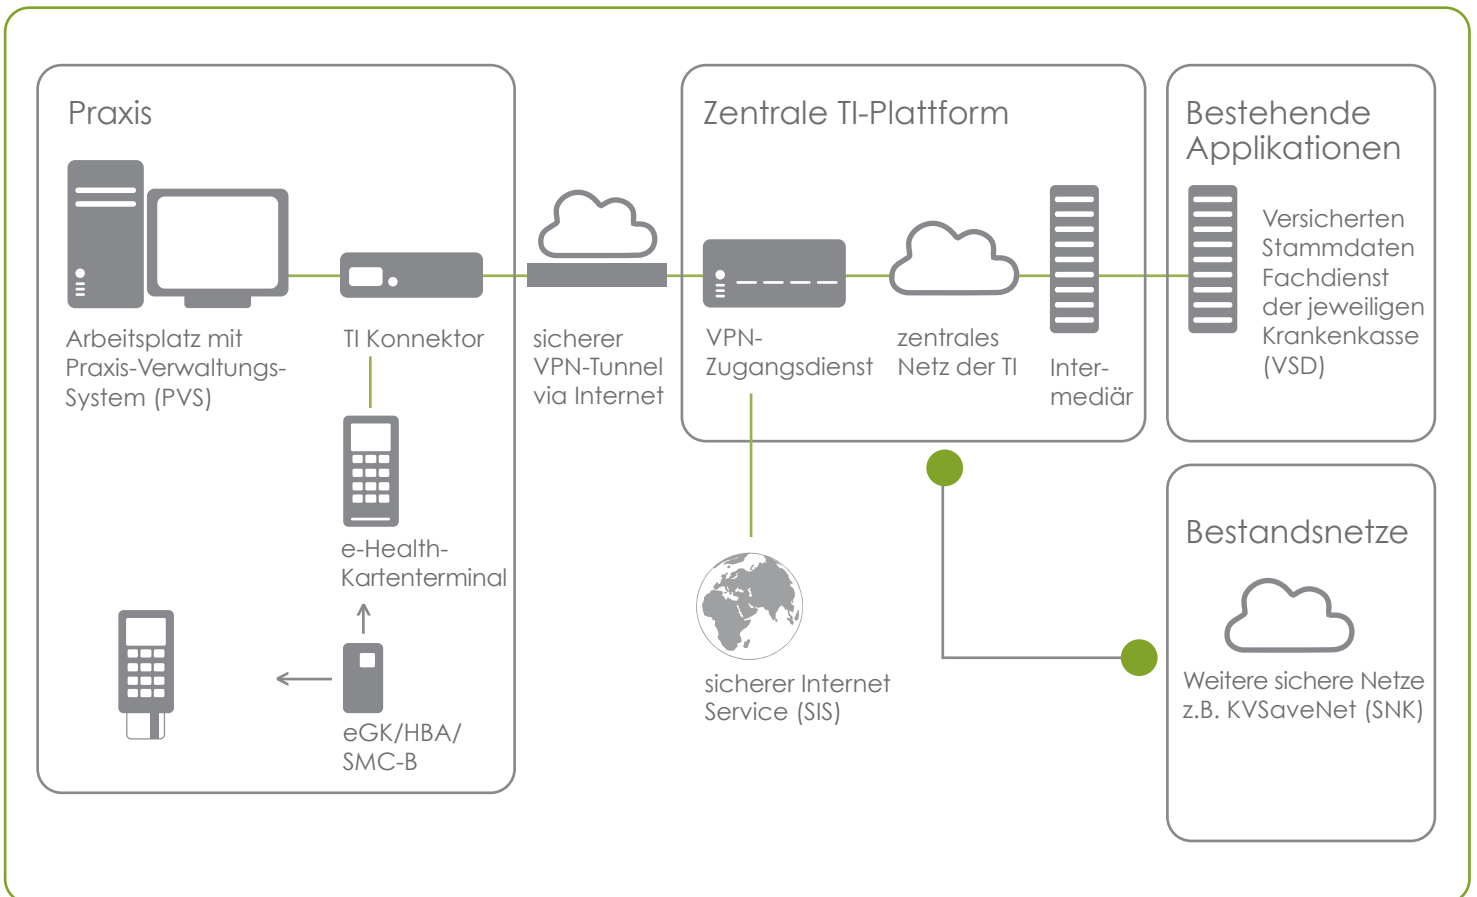 Praxis
Arbeitsplatz mit
Praxis-Verwaltungs-
System (PVS)
TI Konnektor
e-Health-
Kartenterminal
eGK/HBA/
SMC-B
sicherer
VPN-Tunnel
via Internet
Zentrale TI-Plattform
VPN-
Zugangsdienst
zentrales
Netz der TI
Inter-
mediär
sicherer Internet
Service (SIS)
Bestehende
Applikationen
Versicherten
Stammdaten
Fachdienst
der jeweiligen
Krankenkasse
(VSD)
Bestandsnetze
Weitere sichere Netze
z.B. KVSaveNet (SNK)